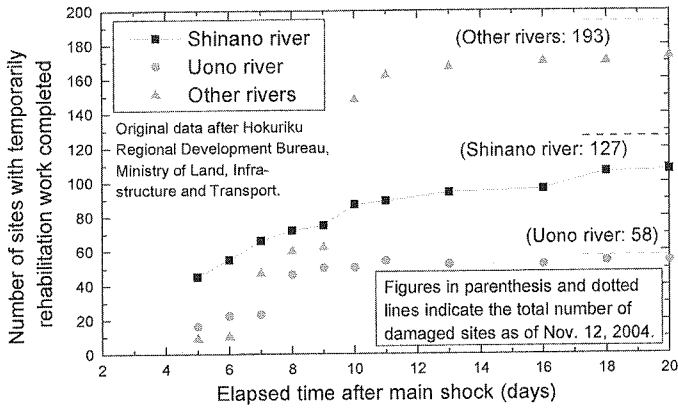 Number of sites with temporarily
rehabilitation work completed
200
180
160
140
120
100
80
60
40
20
0
Shinano river
Uono river
Other rivers
Original data after Hokuriku
Regional Development Bureau,
Ministry of Land, Infra-
structure and Transport.
(Other rivers: 193)
(Shinano river: 127)
(Uono river: 58)
Figures in parenthesis and dotted
lines indicate the total number of
damaged sites as of Nov. 12, 2004.
2 4 6 8 10 12 14 16 18 20
Elapsed time after main shock (days)